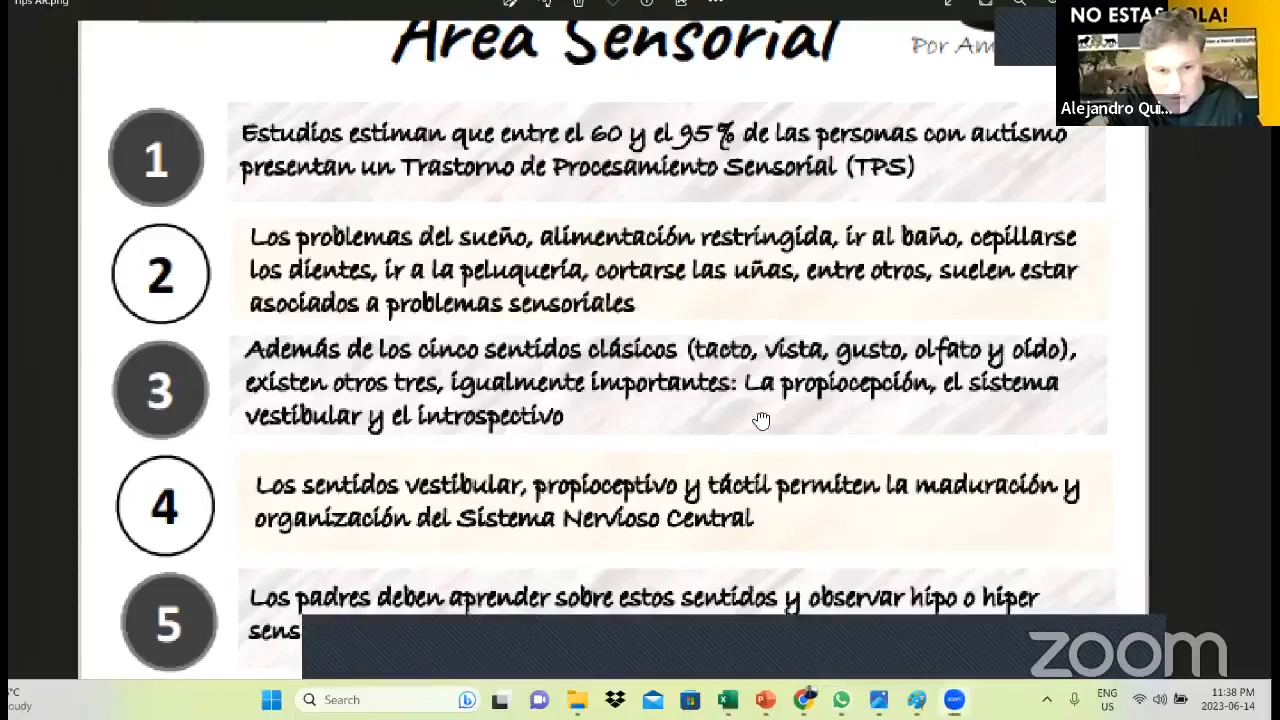 Tips AR.png
Área Sensorial
Por Am
NO ESTAS
LA!
Alejandro Qui...
1
Estudios estiman que entre el 60 y el 95% de las personas con autismo
presentan un Trastorno de Procesamiento Sensorial (TPS)
2
Los problemas del sueño, alimentación restringida, ir al baño, cepillarse
los dientes, ir a la peluquería, cortarse las uñas, entre otros, suelen estar
asociados a problemas sensoriales
3
Además de los cinco sentidos clásicos (tacto, vista, gusto, olfato y oído),
existen otros tres, igualmente importantes: La propiocepción, el sistema
vestibular y el introspectivo
4
Los sentidos vestibular, propioceptivo y táctil permiten la maduración y
organización del Sistema Nervioso Central
5
Los padres deben aprender sobre estos sentidos y observar hipo o hiper
sens
zoom
°C
oudy
Search
ENG
US
11:38 PM
2023-06-14